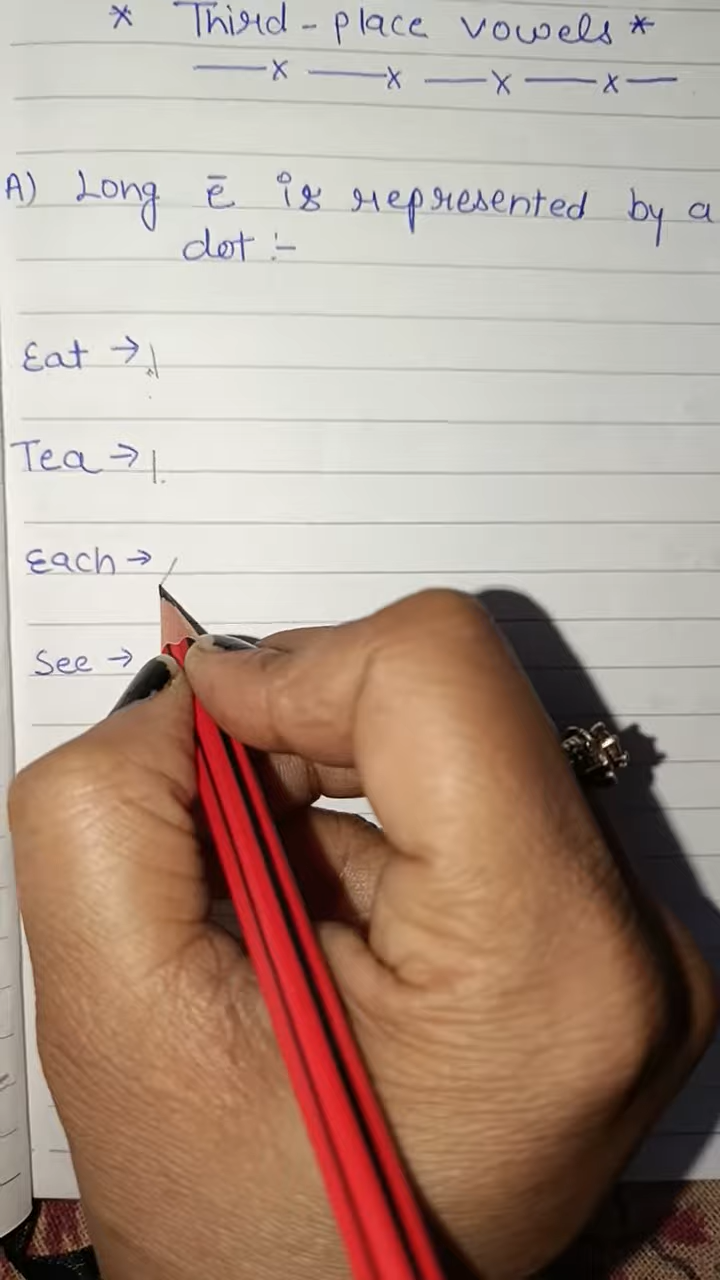 * Third-place vowels *
—x —x —x —x—
A) Long ē is represented by a
dot :-
Eat →
Tea →
Each →
See →